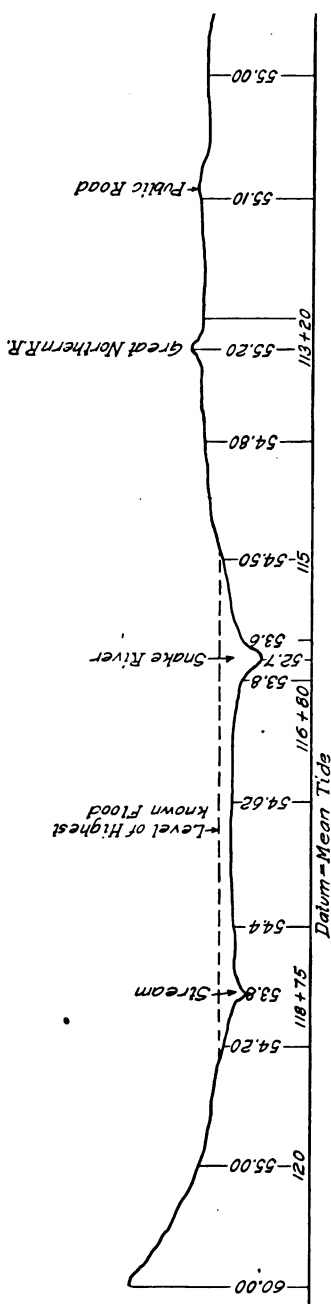 55.00
Public Road
55.10
113+20
Great Northern R.R.
55.20
54.80
54.50
115
53.6
Snake River
52.7
53.8
116+80
54.62
Level of Highest
known Flood
Datum=Mean Tide
54.4
Stream
53.8
118+75
54.20
55.00
120
60.00